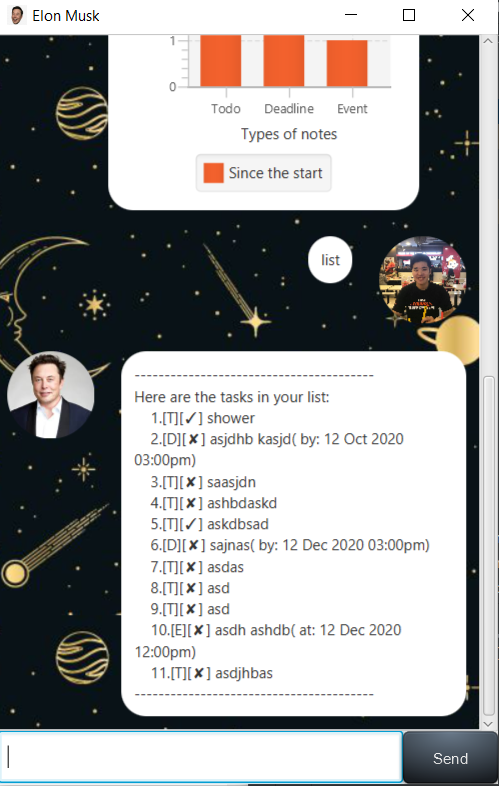 Elon Musk
1
0
Todo Deadline Event
Types of notes
Since the start
list
----------------------------------------
Here are the tasks in your list:
1.[T][✓] shower
2.[D][✘] asjdhb kasjd( by: 12 Oct 2020
03:00pm)
3.[T][✘] saasjdn
4.[T][✘] ashbdaskd
5.[T][✓] askdbsad
6.[D][✘] sajnas( by: 12 Dec 2020 03:00pm)
7.[T][✘] asdas
8.[T][✘] asd
9.[T][✘] asd
10.[E][✘] asdh ashdb( at: 12 Dec 2020
12:00pm)
11.[T][✘] asdjhbas
----------------------------------------
Send